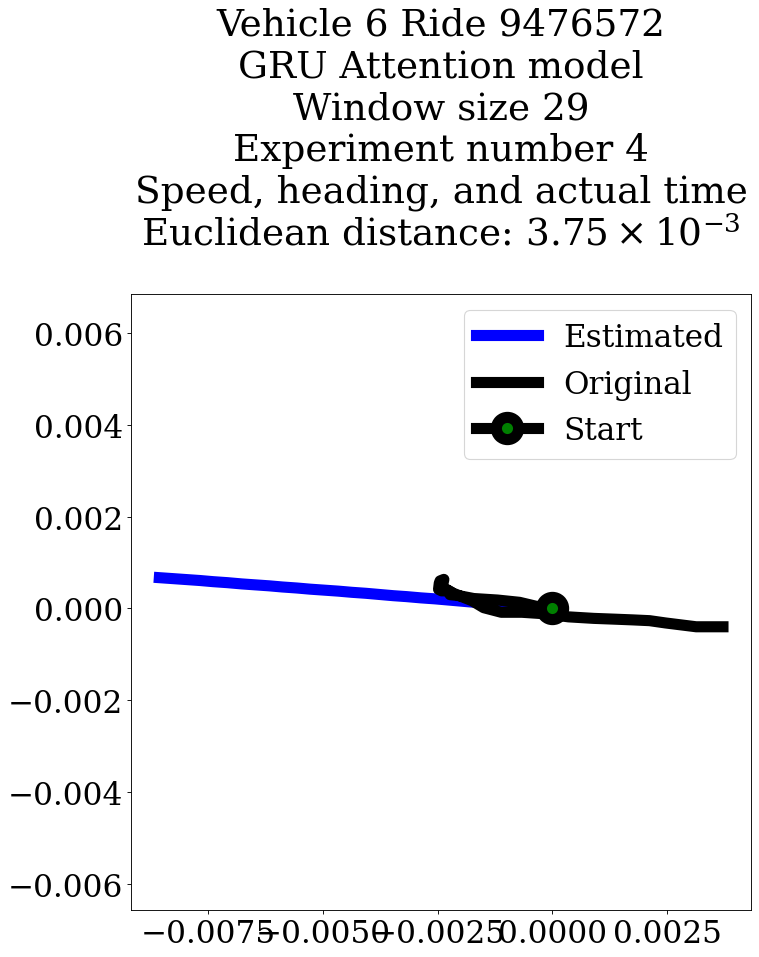 Vehicle 6 Ride 9476572
GRU Attention model
Window size 29
Experiment number 4
Speed, heading, and actual time
Euclidean distance: 3.75 × 10⁻³
Estimated
Original
Start
0.006
0.004
0.002
0.000
−0.002
−0.004
−0.006
−0.0075 −0.0050 −0.0025 0.0000 0.0025